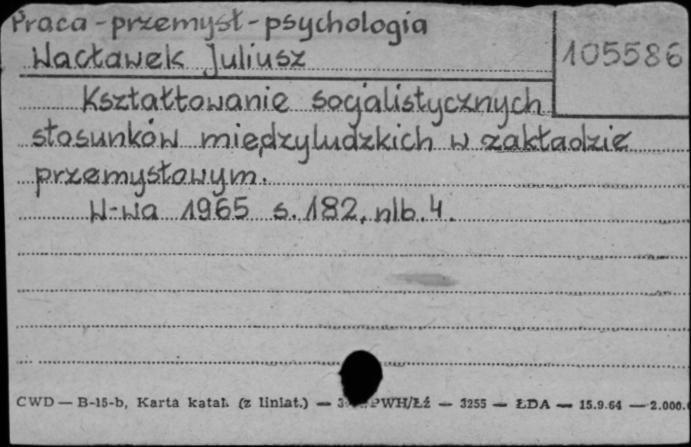 Praca-przemysł-psychologia
Wacławek Juliusz
105586
Kształtowanie socjalistycznych
stosunków międzyludzkich w zakładzie
przemysłowym.
W-wa 1965 s. 182, nlb. 4.
CWD — B-15-b, Karta katal. (z liniat.) — PWH/Łź — 3255 — ŁDA — 15.9.64 — 2.000.